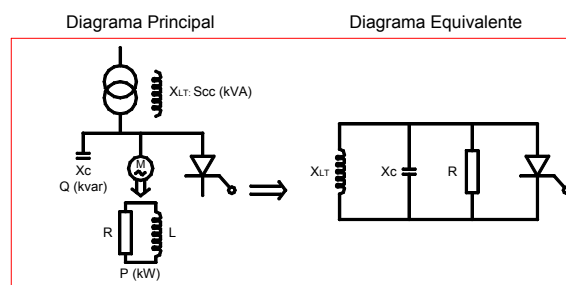 Diagrama Principal
Diagrama Equivalente
XLT: Scc (kVA)
Xc
Q (kvar)
M
R
L
P (kW)
XLT
Xc
R